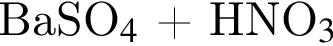 BaSO₄ + HNO₃